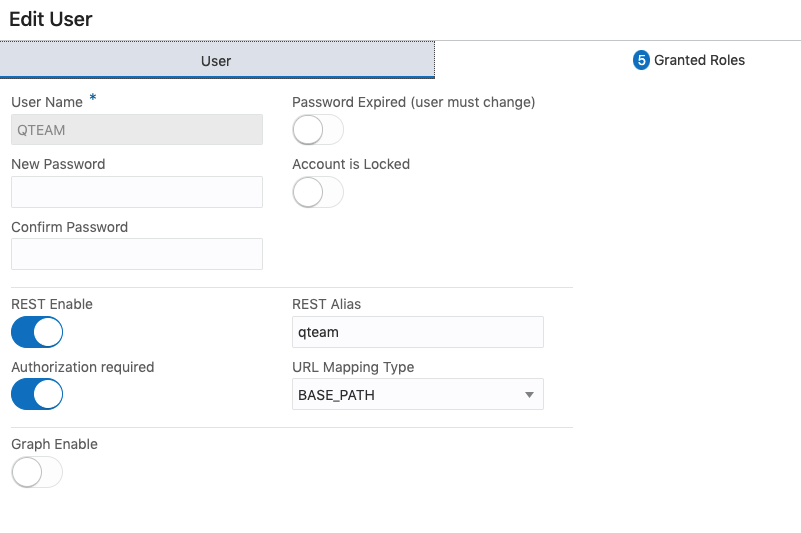 Edit User
User
5 Granted Roles
User Name *
QTEAM
Password Expired (user must change)
New Password
Account is Locked
Confirm Password
REST Enable
REST Alias
qteam
Authorization required
URL Mapping Type
BASE_PATH
Graph Enable